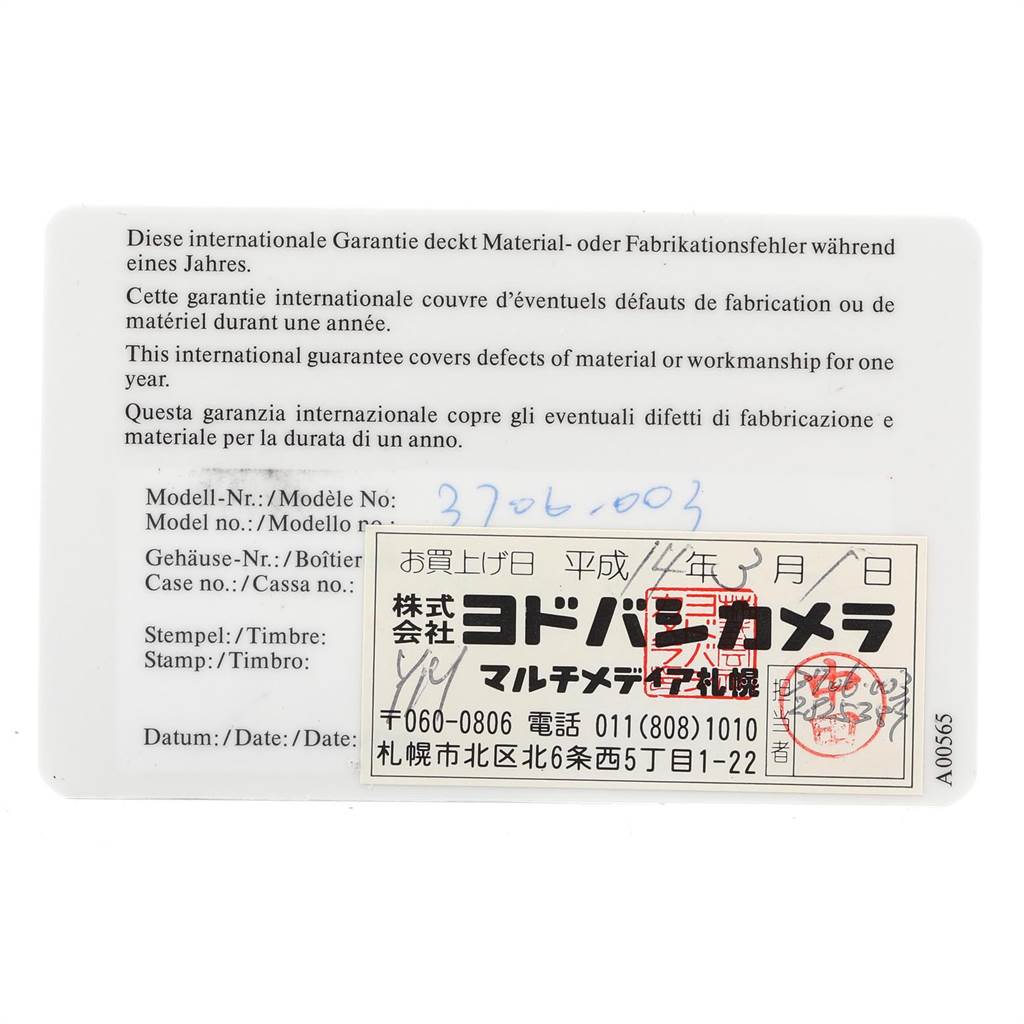 Diese internationale Garantie deckt Material- oder Fabrikationsfehler während
eines Jahres.
Cette garantie internationale couvre d'éventuels défauts de fabrication ou de
matériel durant une année.
This international guarantee covers defects of material or workmanship for one
year.
Questa garanzia internazionale copre gli eventuali difetti di fabbricazione e
materiale per la durata di un anno.
Modell-Nr.:/Modèle No: 3706.003
Model no.:/Modello no.:
Gehäuse-Nr.:/Boîtier
Case no.:/Cassa no.:
Stempel:/Timbre:
Stamp:/Timbro:
Datum:/Date:/Date:
お買上げ日 平成14年3月1日
株式会社 ヨドバシカメラ
マルチメディア札幌
〒060-0806 電話 011(808)1010
札幌市北区北6条西5丁目1-22
担当者
3706.003
A00565